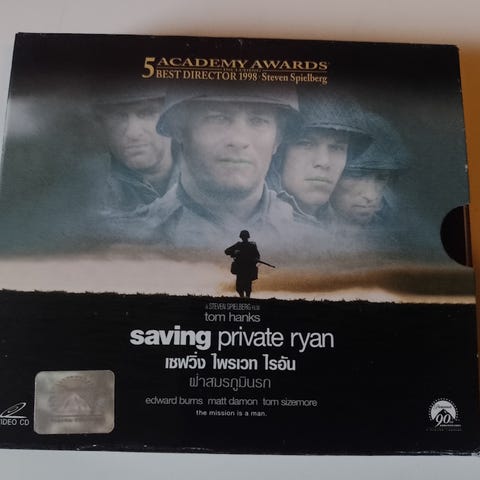 5 ACADEMY AWARDS
INCLUDING
BEST DIRECTOR 1998 · Steven Spielberg
A STEVEN SPIELBERG FILM
tom hanks
saving private ryan
เซฟวิ่ง ไพรเวท ไรอัน
ฝ่าสมรภูมินรก
edward burns matt damon tom sizemore
the mission is a man.
VIDEO CD
90